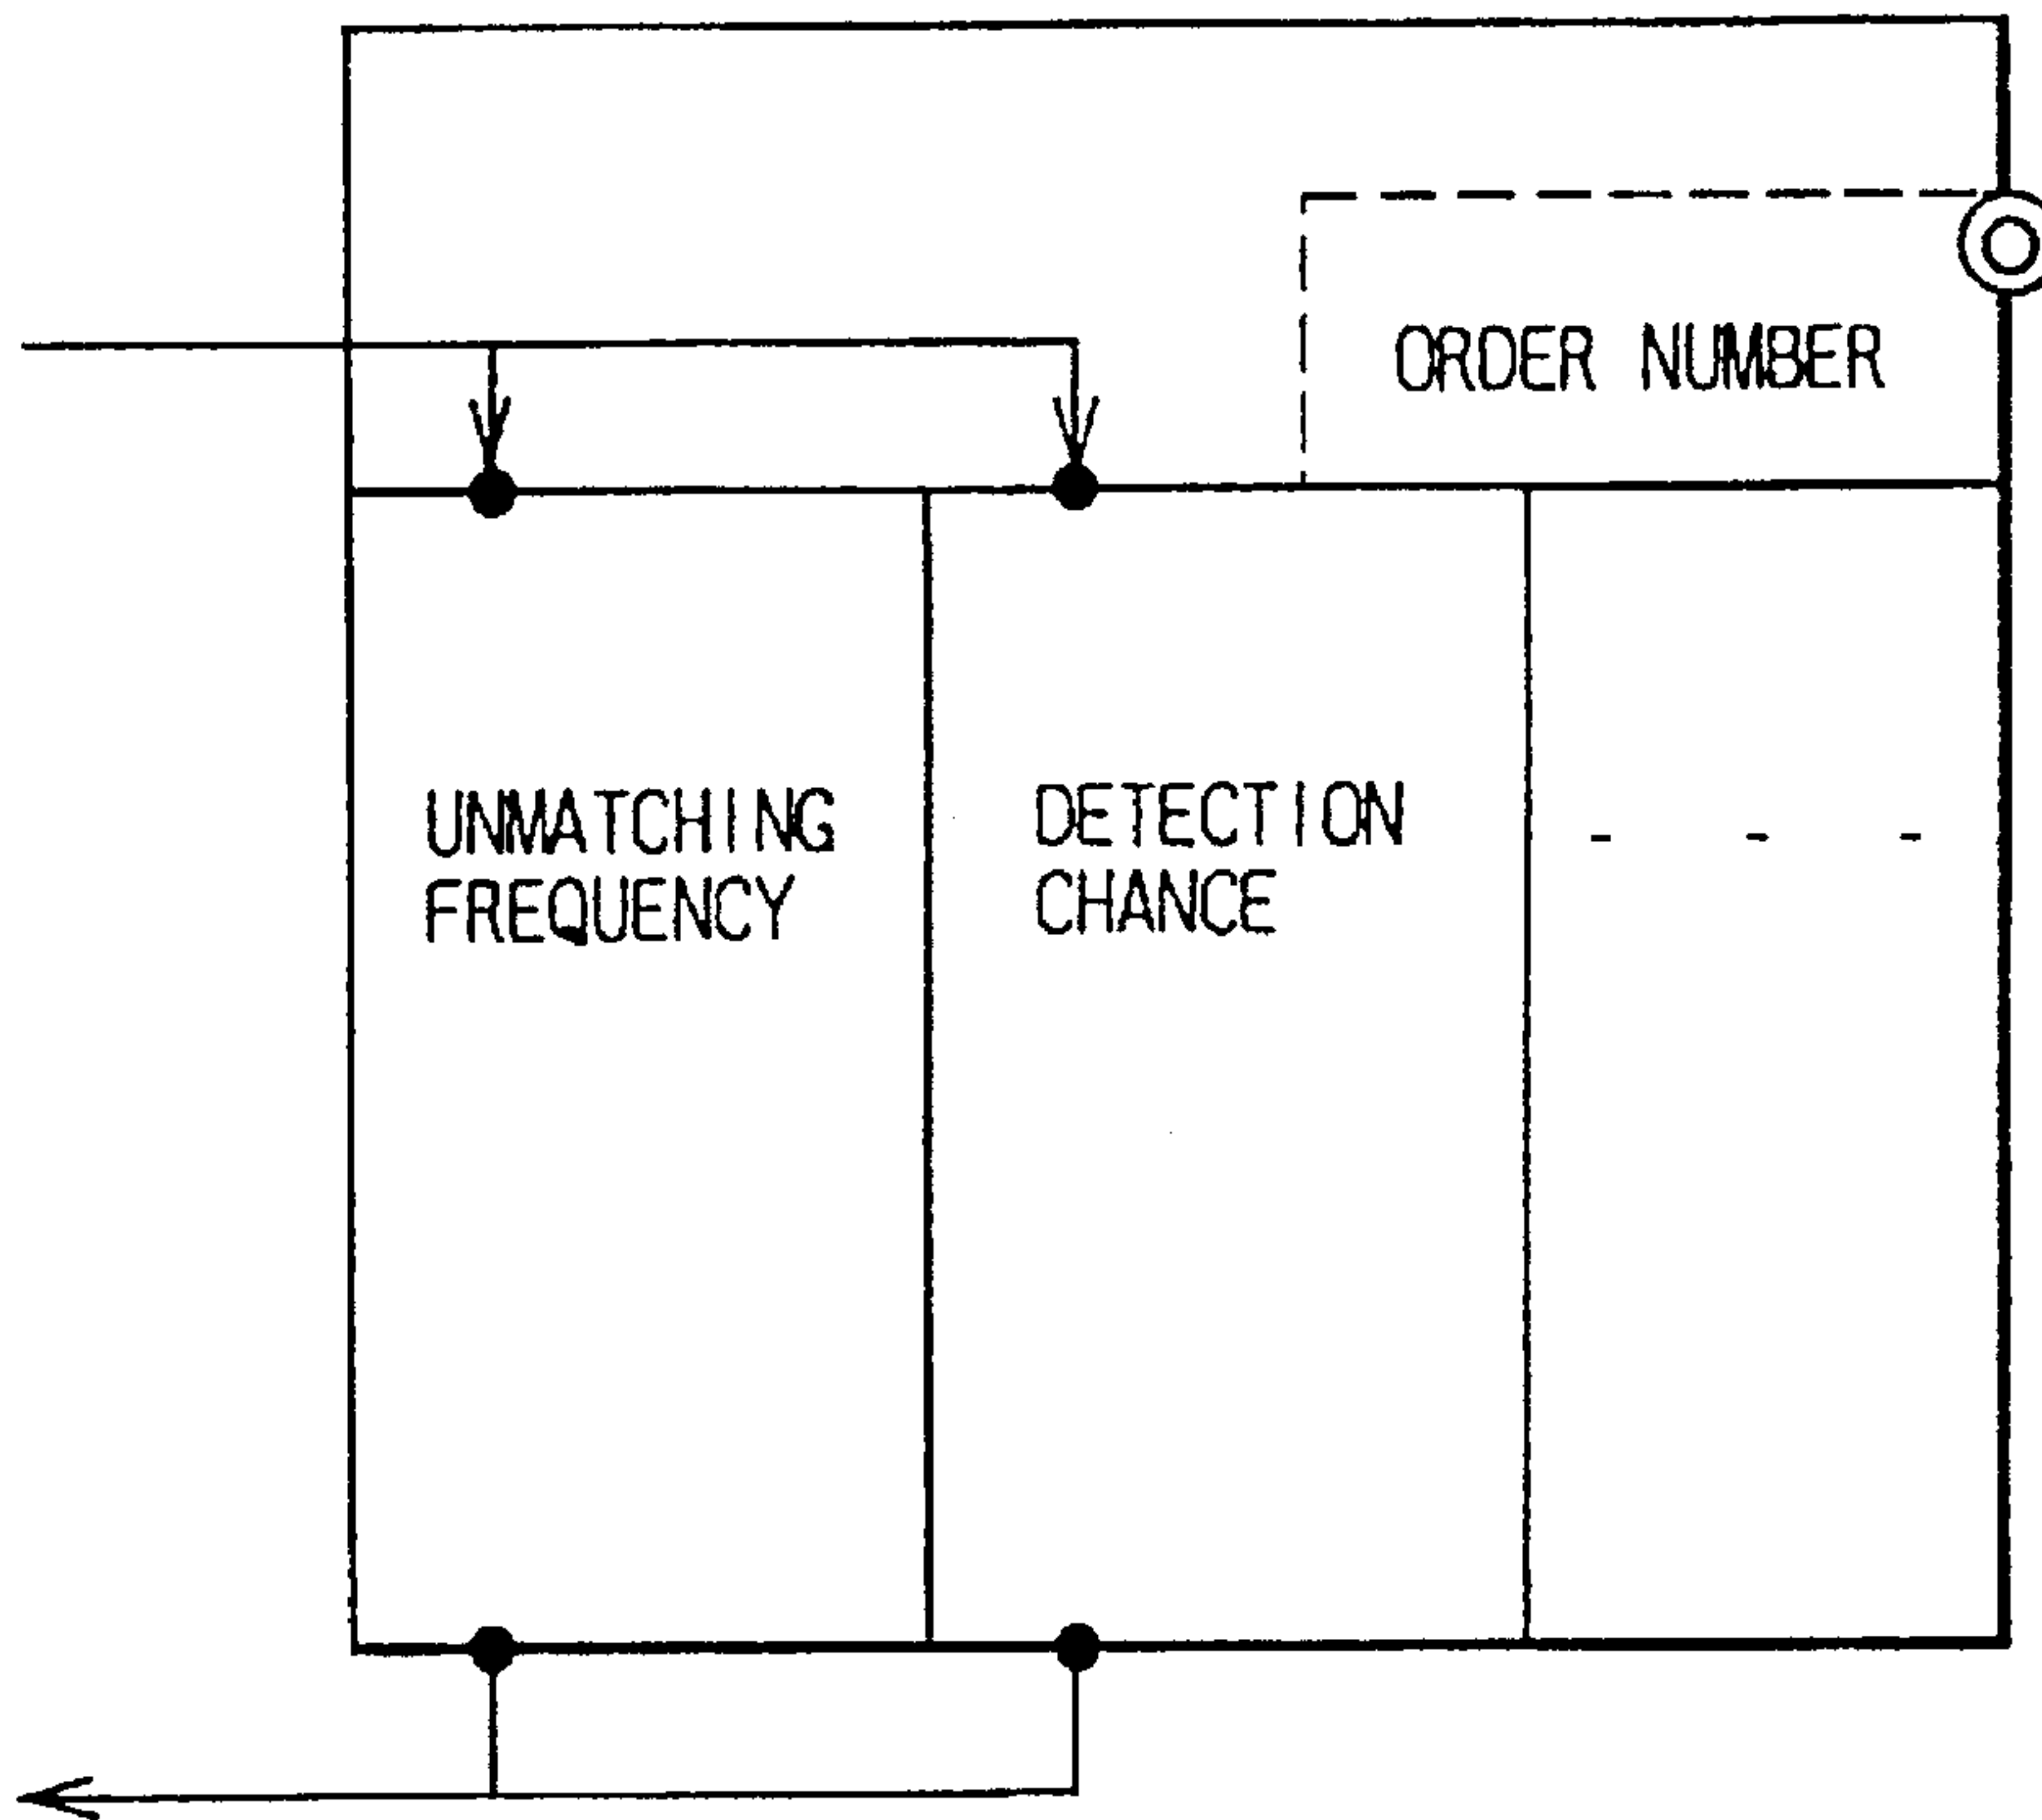 ORDER NUMBER
UNMATCHING
FREQUENCY
DETECTION
CHANCE
- - -